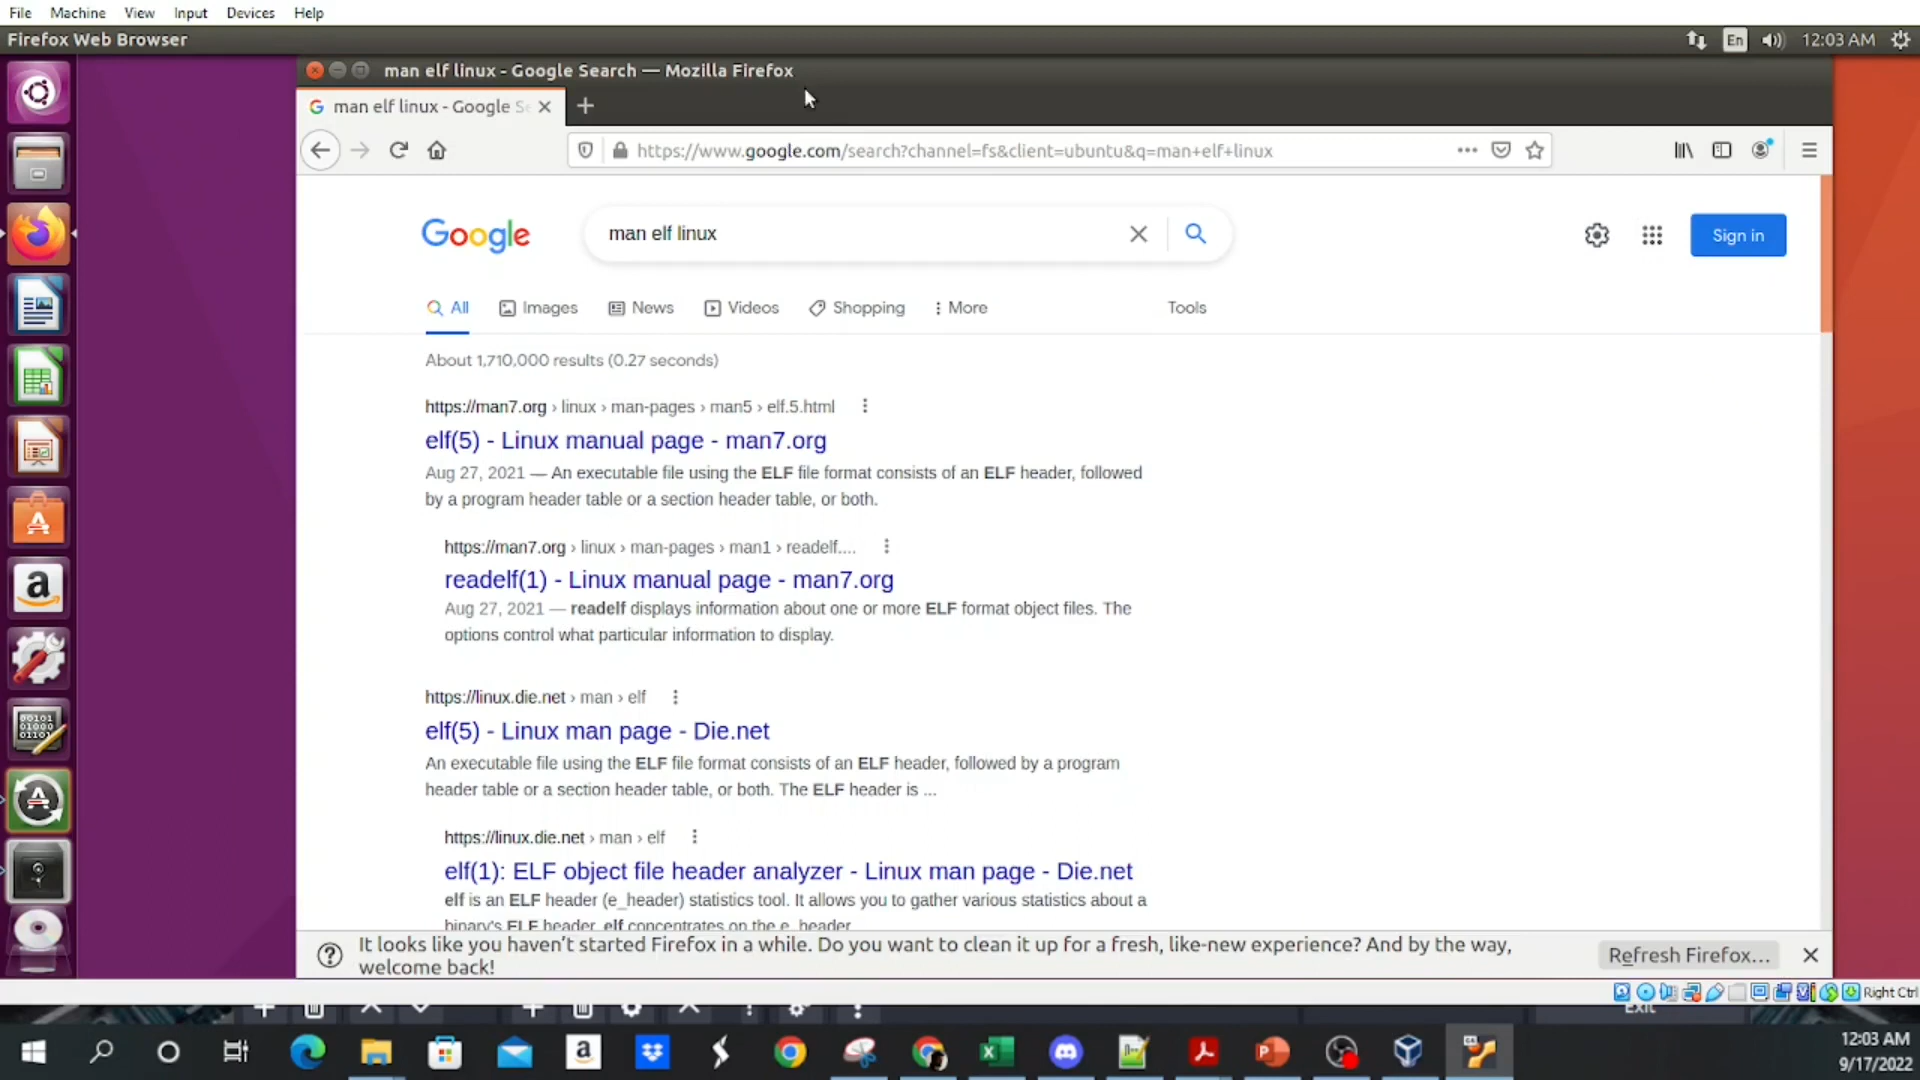 File Machine View Input Devices Help
Firefox Web Browser
En
12:03 AM
man elf linux - Google Search — Mozilla Firefox
man elf linux - Google Se
https://www.google.com/search?channel=fs&client=ubuntu&q=man+elf+linux
Google
man elf linux
Sign in
All Images News Videos Shopping More Tools
About 1,710,000 results (0.27 seconds)
https://man7.org › linux › man-pages › man5 › elf.5.html
elf(5) - Linux manual page - man7.org
Aug 27, 2021 — An executable file using the ELF file format consists of an ELF header, followed
by a program header table or a section header table, or both.
https://man7.org › linux › man-pages › man1 › readelf....
readelf(1) - Linux manual page - man7.org
Aug 27, 2021 — readelf displays information about one or more ELF format object files. The
options control what particular information to display.
https://linux.die.net › man › elf
elf(5) - Linux man page - Die.net
An executable file using the ELF file format consists of an ELF header, followed by a program
header table or a section header table, or both. The ELF header is ...
https://linux.die.net › man › elf
elf(1): ELF object file header analyzer - Linux man page - Die.net
elf is an ELF header (e_header) statistics tool. It allows you to gather various statistics about a
binary's ELF header. elf concentrates on the e_header
It looks like you haven't started Firefox in a while. Do you want to clean it up for a fresh, like-new experience? And by the way,
welcome back!
Refresh Firefox...
Right Ctrl
Exit
12:03 AM
9/17/2022